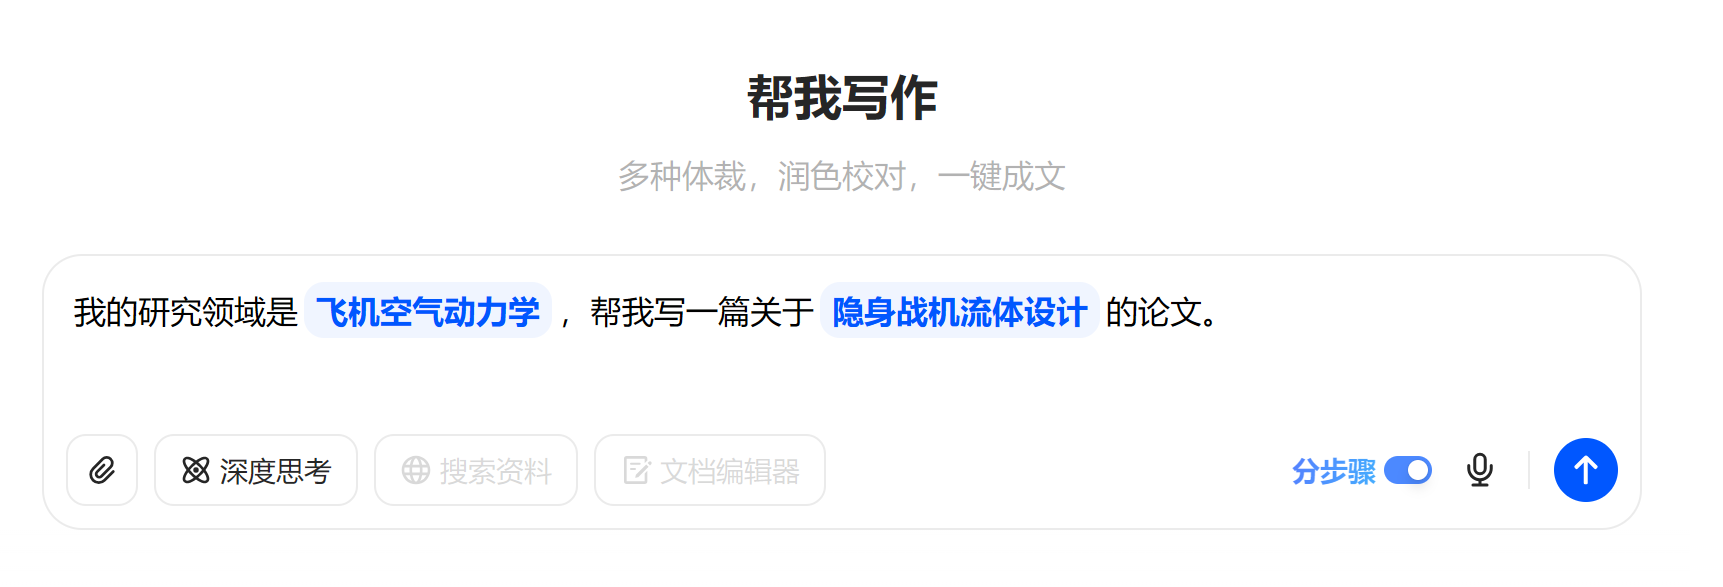 帮我写作
多种体裁，润色校对，一键成文
我的研究领域是 飞机空气动力学 ，帮我写一篇关于 隐身战机流体设计 的论文。
深度思考 搜索资料 文档编辑器 分步骤